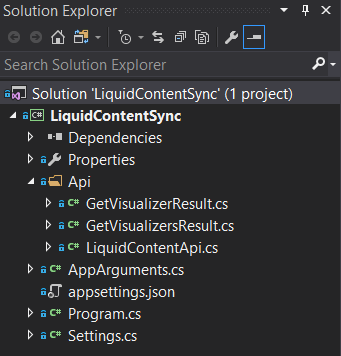 Solution Explorer
Search Solution Explorer
Solution 'LiquidContentSync' (1 project)
C# LiquidContentSync
Dependencies
Properties
Api
C# GetVisualizerResult.cs
C# GetVisualizersResult.cs
C# LiquidContentApi.cs
C# AppArguments.cs
appsettings.json
C# Program.cs
C# Settings.cs